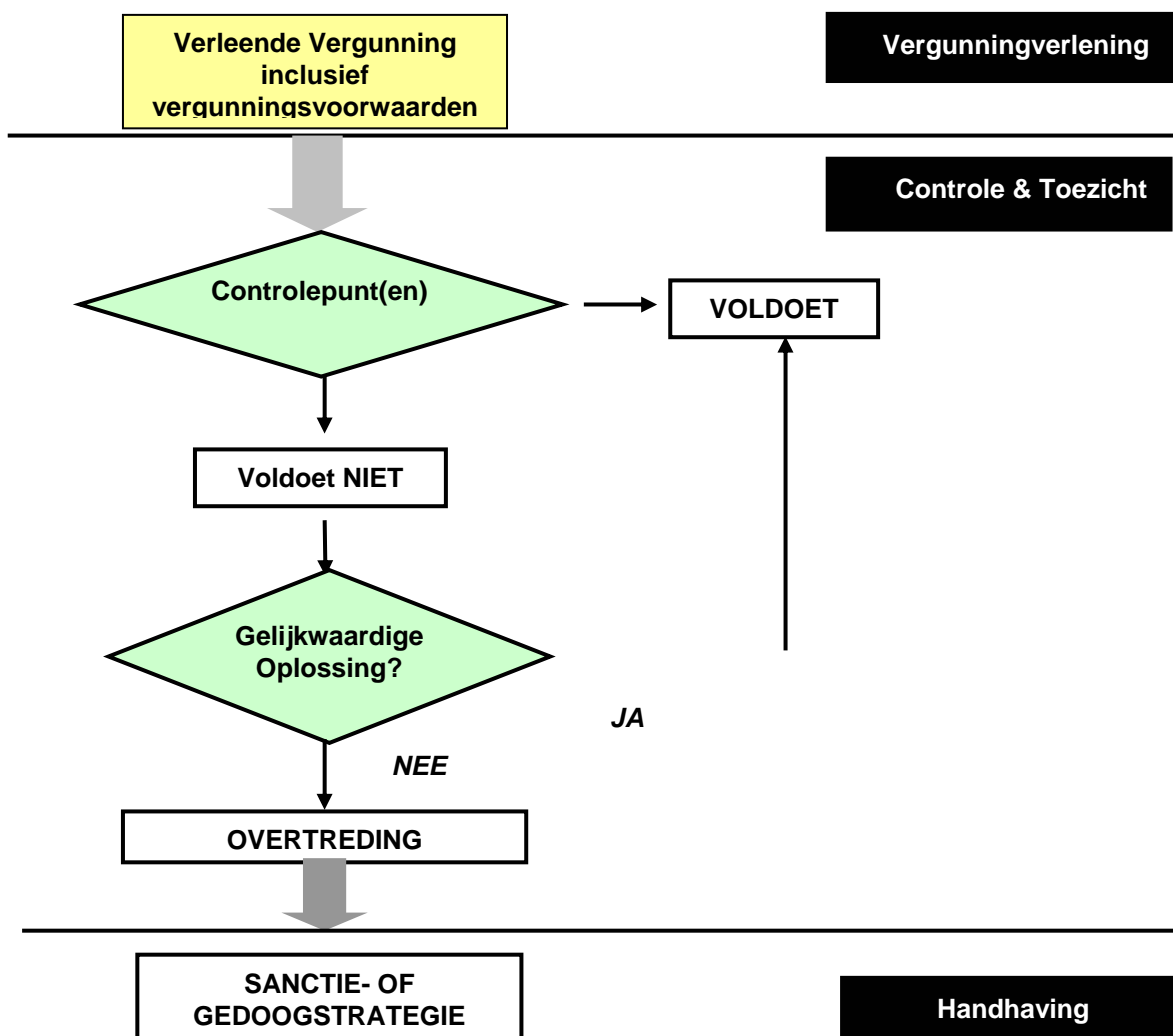 Verleende Vergunning
inclusief
vergunningsvoorwaarden
Vergunningverlening
Controle & Toezicht
Controlepunt(en)
VOLDOET
Voldoet NIET
Gelijkwaardige
Oplossing?
JA
NEE
OVERTREDING
SANCTIE- OF
GEDOOGSTRATEGIE
Handhaving